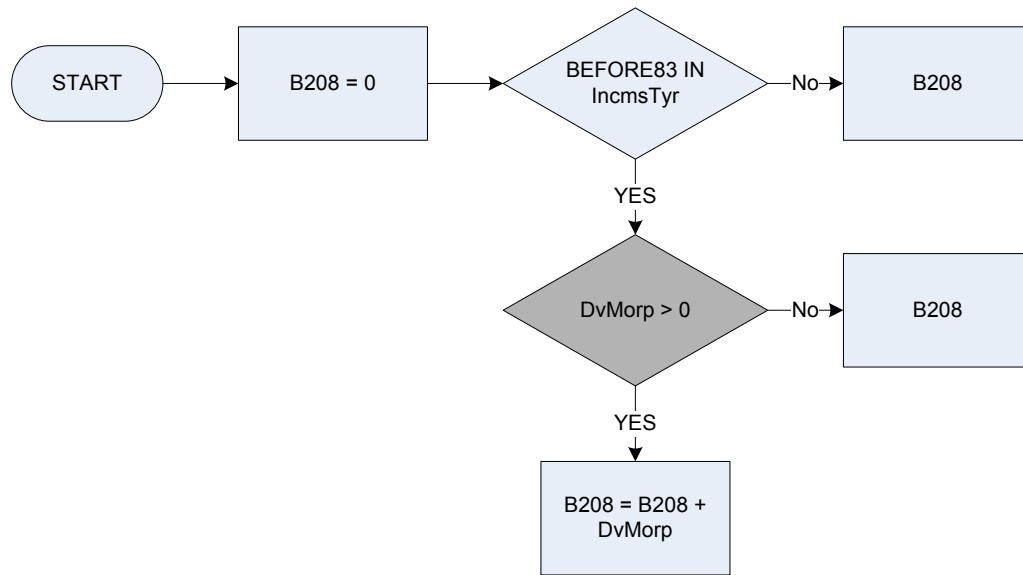 START
B208 = 0
BEFORE83 IN
IncmsTyr
No
B208
YES
DvMorp > 0
No
B208
YES
B208 = B208 +
DvMorp